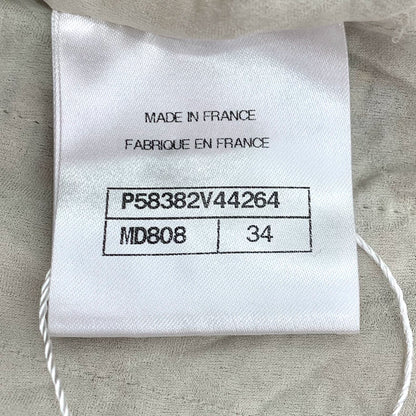 MADE IN FRANCE
FABRIQUE EN FRANCE
P58382V44264
MD808 34